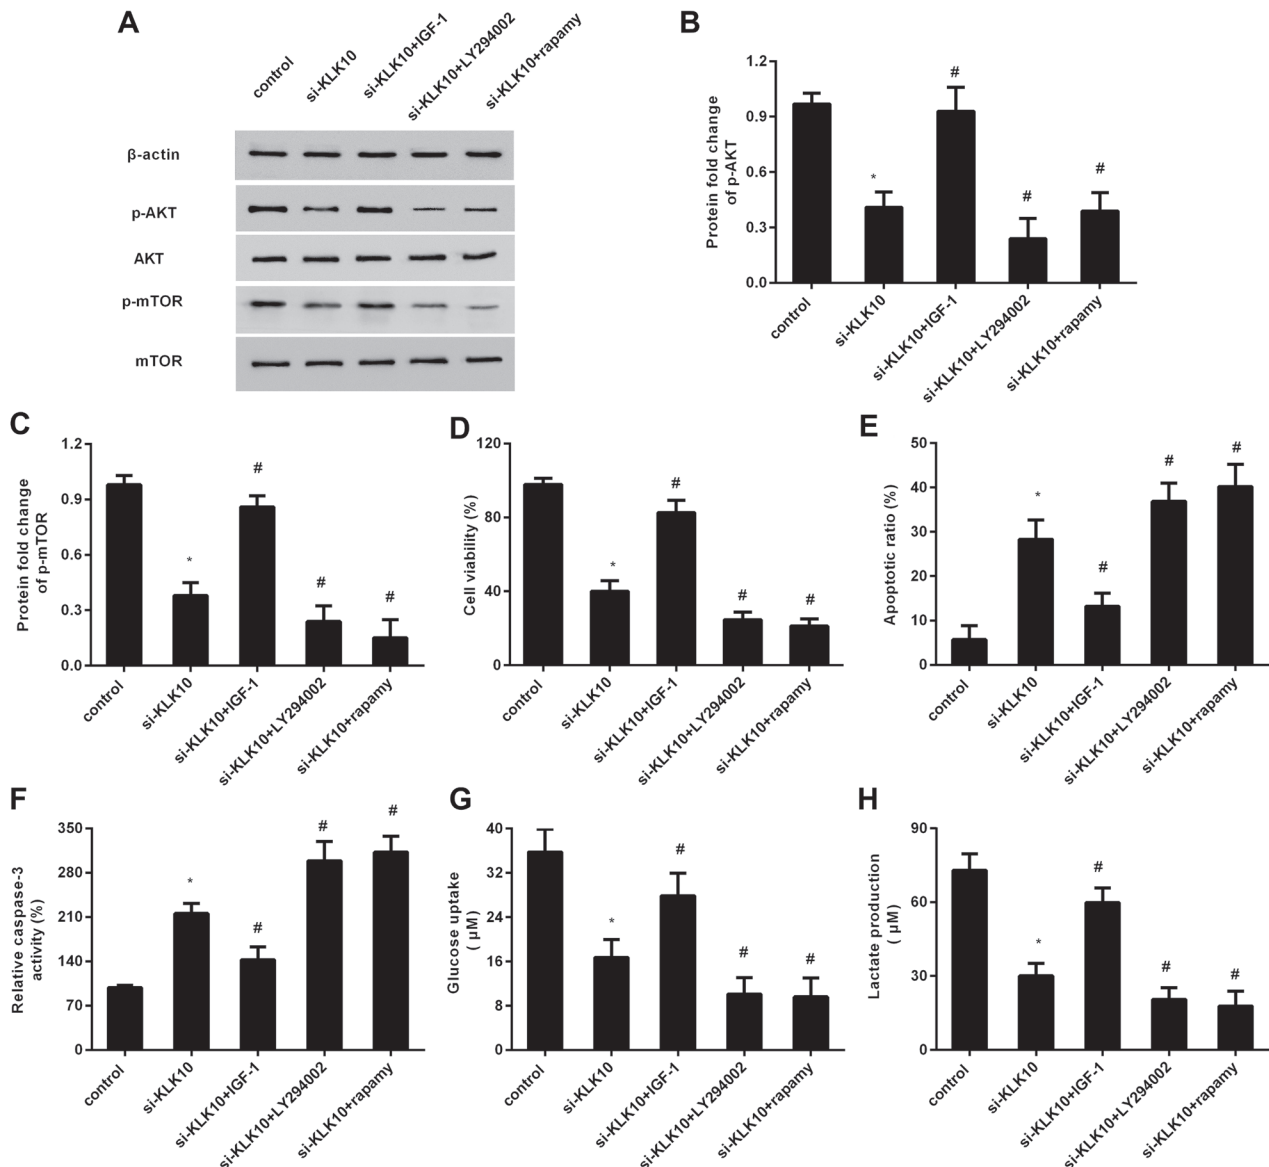 A
control
si-KLK10
si-KLK10+IGF-1
si-KLK10+LY294002
si-KLK10+rapamy
β-actin
p-AKT
AKT
p-mTOR
mTOR
B
Protein fold change
of p-AKT
1.2
0.9
0.6
0.3
0.0
*
#
#
#
control
si-KLK10
si-KLK10+IGF-1
si-KLK10+LY294002
si-KLK10+rapamy
C
Protein fold change
of p-mTOR
1.2
0.9
0.6
0.3
0.0
*
#
#
#
control
si-KLK10
si-KLK10+IGF-1
si-KLK10+LY294002
si-KLK10+rapamy
D
Cell viability (%)
120
80
40
0
*
#
#
#
control
si-KLK10
si-KLK10+IGF-1
si-KLK10+LY294002
si-KLK10+rapamy
E
Apoptotic ratio (%)
50
40
30
20
10
0
*
#
#
#
control
si-KLK10
si-KLK10+IGF-1
si-KLK10+LY294002
si-KLK10+rapamy
F
Relative caspase-3
activity (%)
350
280
210
140
70
0
*
#
#
#
control
si-KLK10
si-KLK10+IGF-1
si-KLK10+LY294002
si-KLK10+rapamy
G
Glucose uptake
( µM)
40
32
24
16
8
0
*
#
#
#
control
si-KLK10
si-KLK10+IGF-1
si-KLK10+LY294002
si-KLK10+rapamy
H
Lactate production
( µM)
90
60
30
0
*
#
#
#
control
si-KLK10
si-KLK10+IGF-1
si-KLK10+LY294002
si-KLK10+rapamy